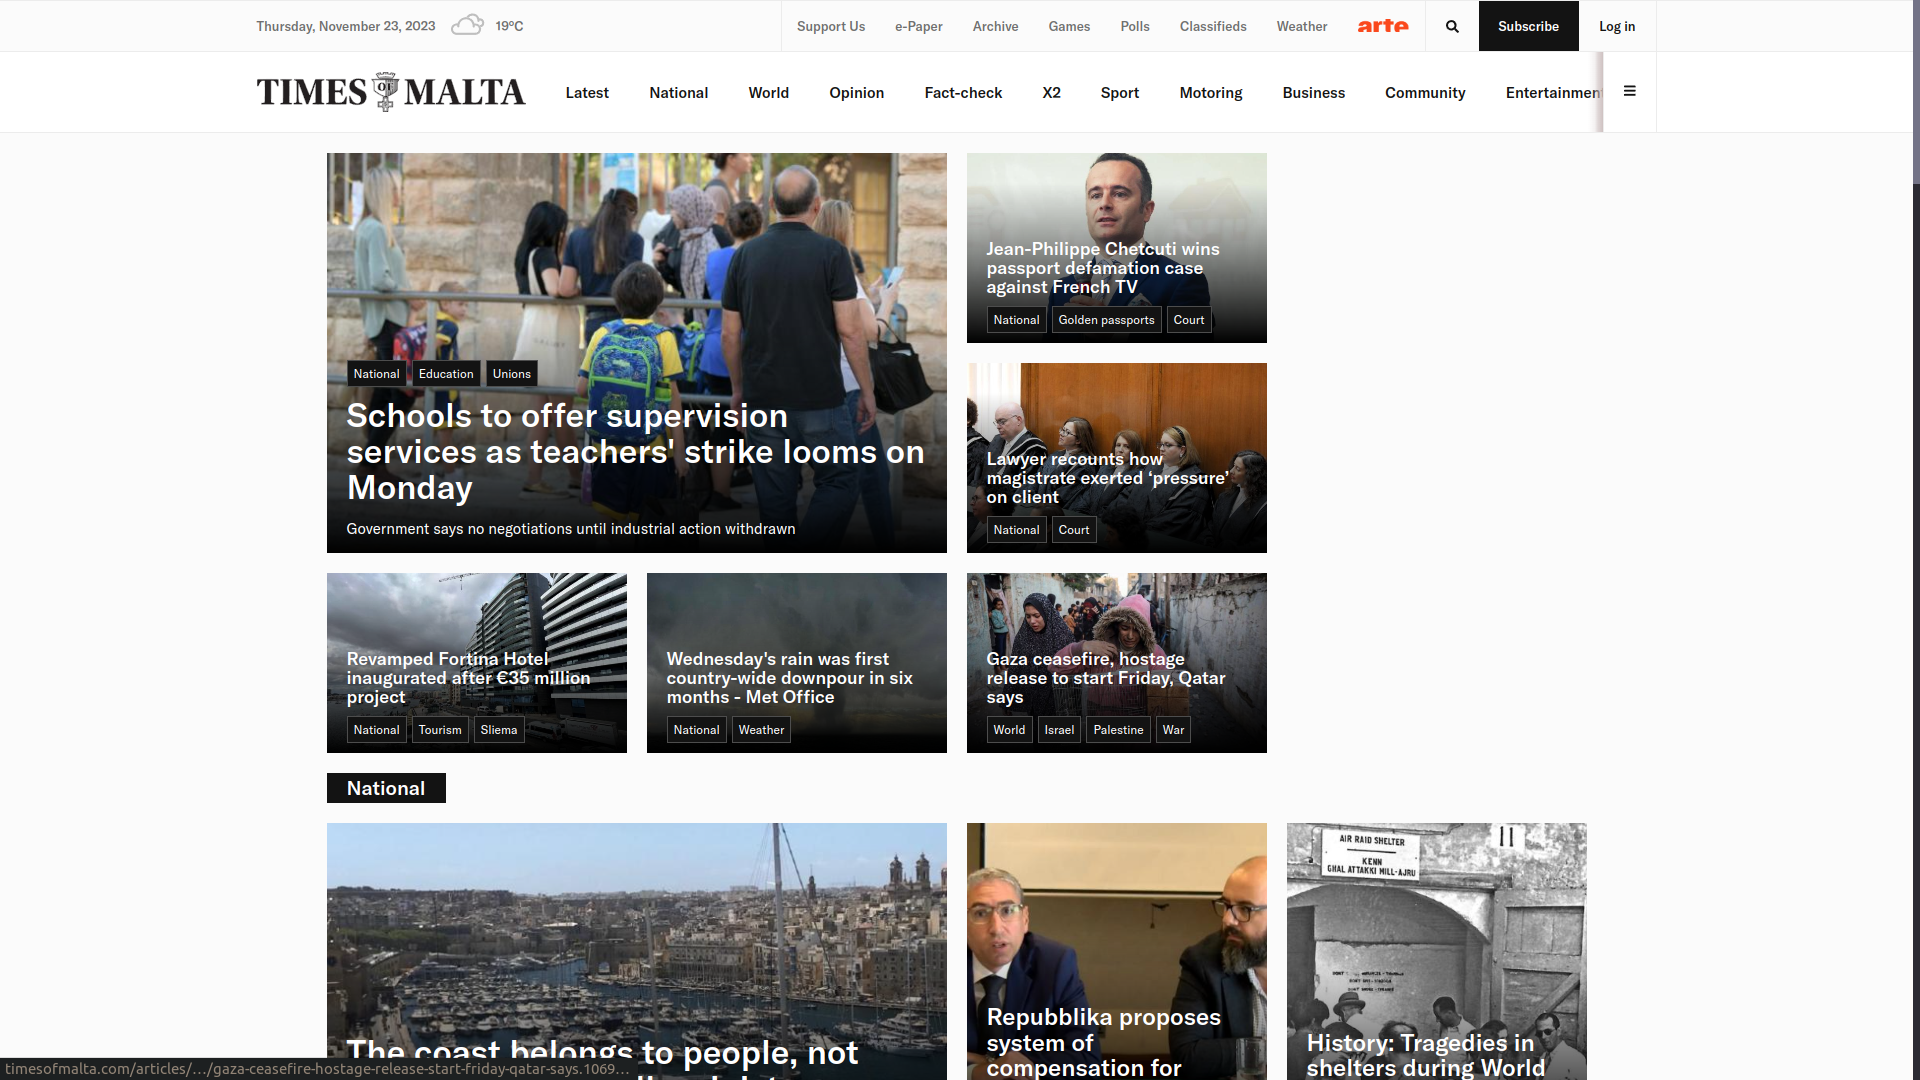 Thursday, November 23, 2023
19°C
Support Us
e-Paper
Archive
Games
Polls
Classifieds
Weather
arte
Subscribe
Log in
TIMES OF MALTA
Latest
National
World
Opinion
Fact-check
X2
Sport
Motoring
Business
Community
Entertainmen
National
Education
Unions
Schools to offer supervision
services as teachers' strike looms on
Monday
Government says no negotiations until industrial action withdrawn
Jean-Philippe Chetcuti wins
passport defamation case
against French TV
National
Golden passports
Court
Lawyer recounts how
magistrate exerted ‘pressure’
on client
National
Court
Revamped Fortina Hotel
inaugurated after €35 million
project
National
Tourism
Sliema
Wednesday's rain was first
country-wide downpour in six
months - Met Office
National
Weather
Gaza ceasefire, hostage
release to start Friday, Qatar
says
World
Israel
Palestine
War
National
The coast belongs to people, not
Repubblika proposes
system of
compensation for
AIR RAID SHELTER
KENN
GHAL ATTAKKI MILL-AJRU
11
History: Tragedies in
shelters during World
timesofmalta.com/articles/…/gaza-ceasefire-hostage-release-start-friday-qatar-says.1069…